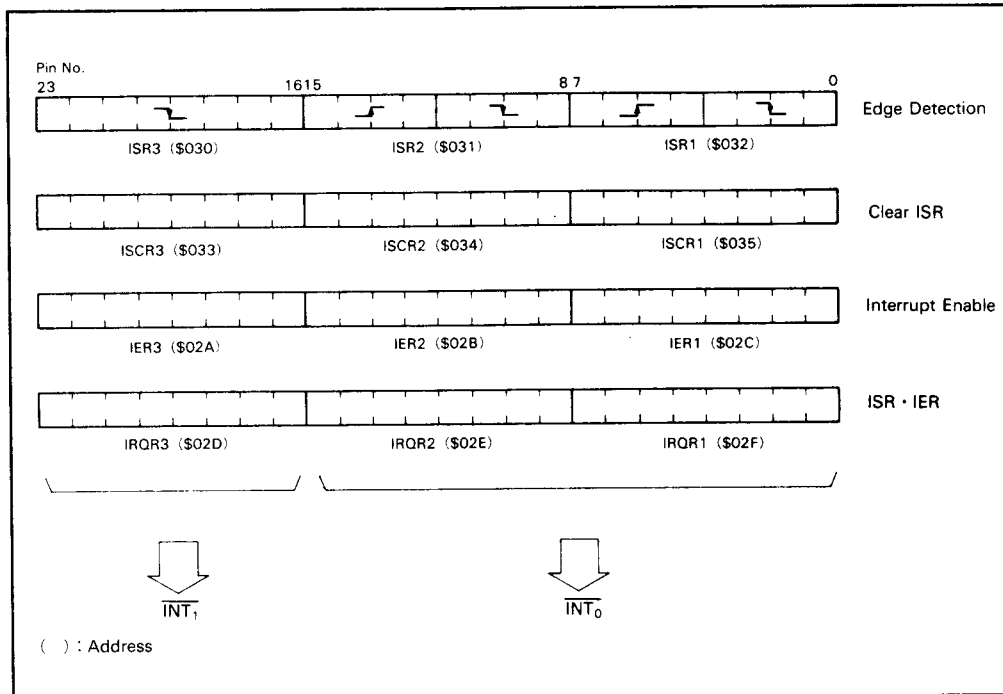 Pin No.
23 16 15 8 7 0
Edge Detection
ISR3 ($030) ISR2 ($031) ISR1 ($032)
Clear ISR
ISCR3 ($033) ISCR2 ($034) ISCR1 ($035)
Interrupt Enable
IER3 ($02A) IER2 ($02B) IER1 ($02C)
ISR · IER
IRQR3 ($02D) IRQR2 ($02E) IRQR1 ($02F)
INT₁ INT₀
( ) : Address